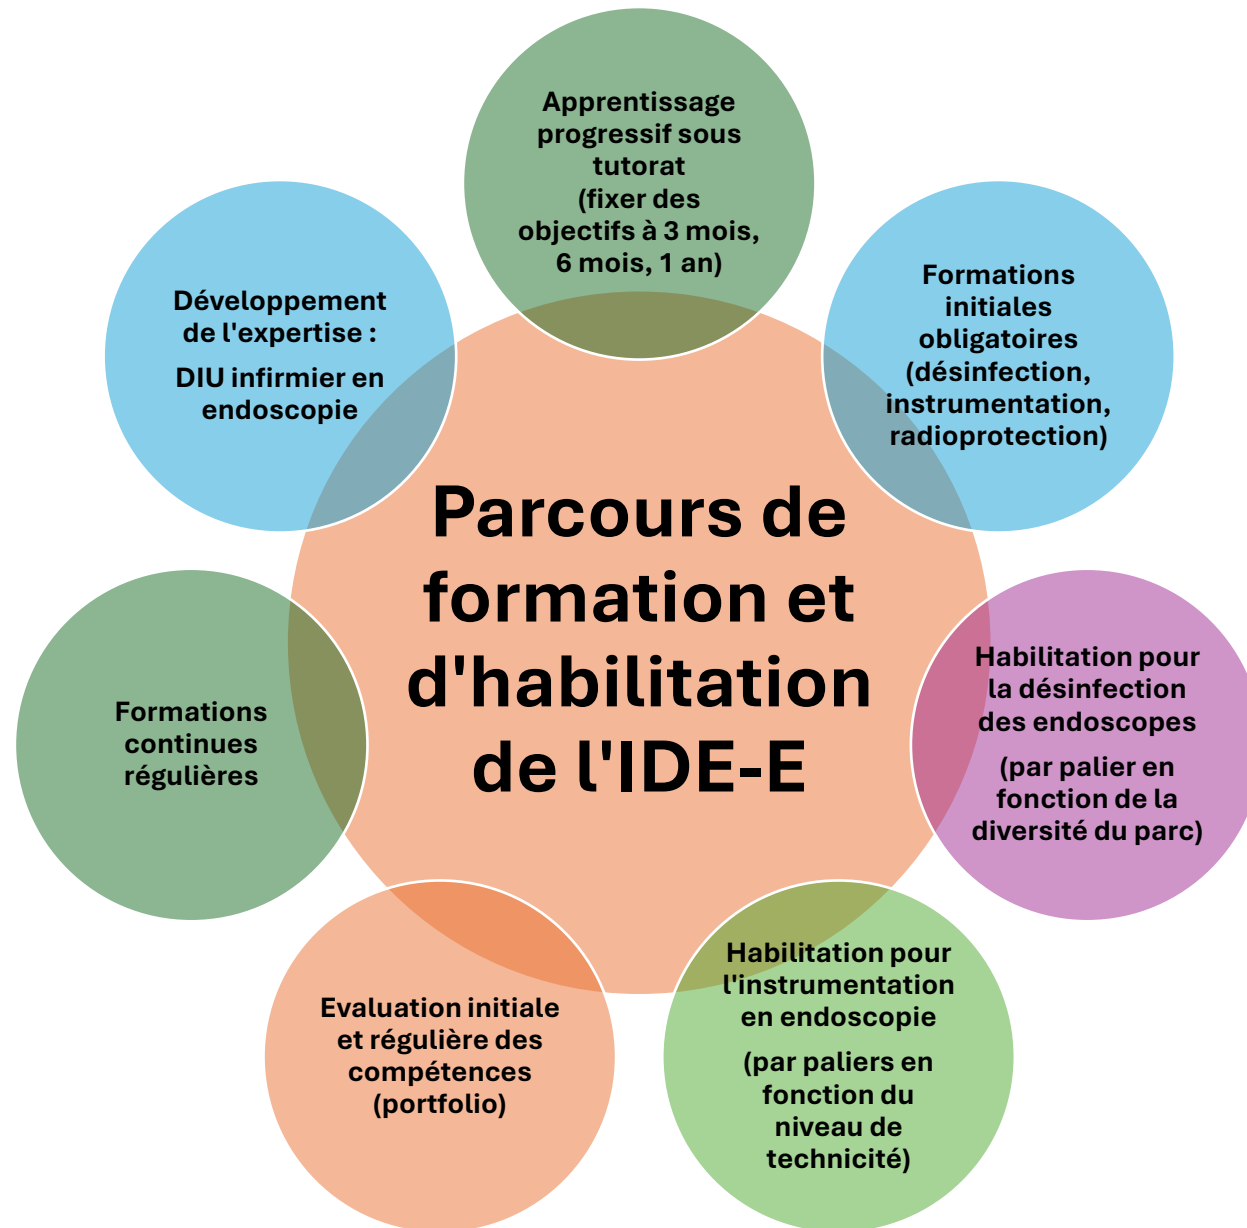 Apprentissage
progressif sous
tutorat
(fixer des
objectifs à 3 mois,
6 mois, 1 an)
Formations
initiales
obligatoires
(désinfection,
instrumentation,
radioprotection)
Habilitation pour
la désinfection
des endoscopes
(par palier en
fonction de la
diversité du parc)
Habilitation pour
l'instrumentation
en endoscopie
(par paliers en
fonction du
niveau de
technicité)
Evaluation initiale
et régulière des
compétences
(portfolio)
Formations
continues
régulières
Développement
de l'expertise :
DIU infirmier en
endoscopie
Parcours de
formation et
d'habilitation
de l'IDE-E